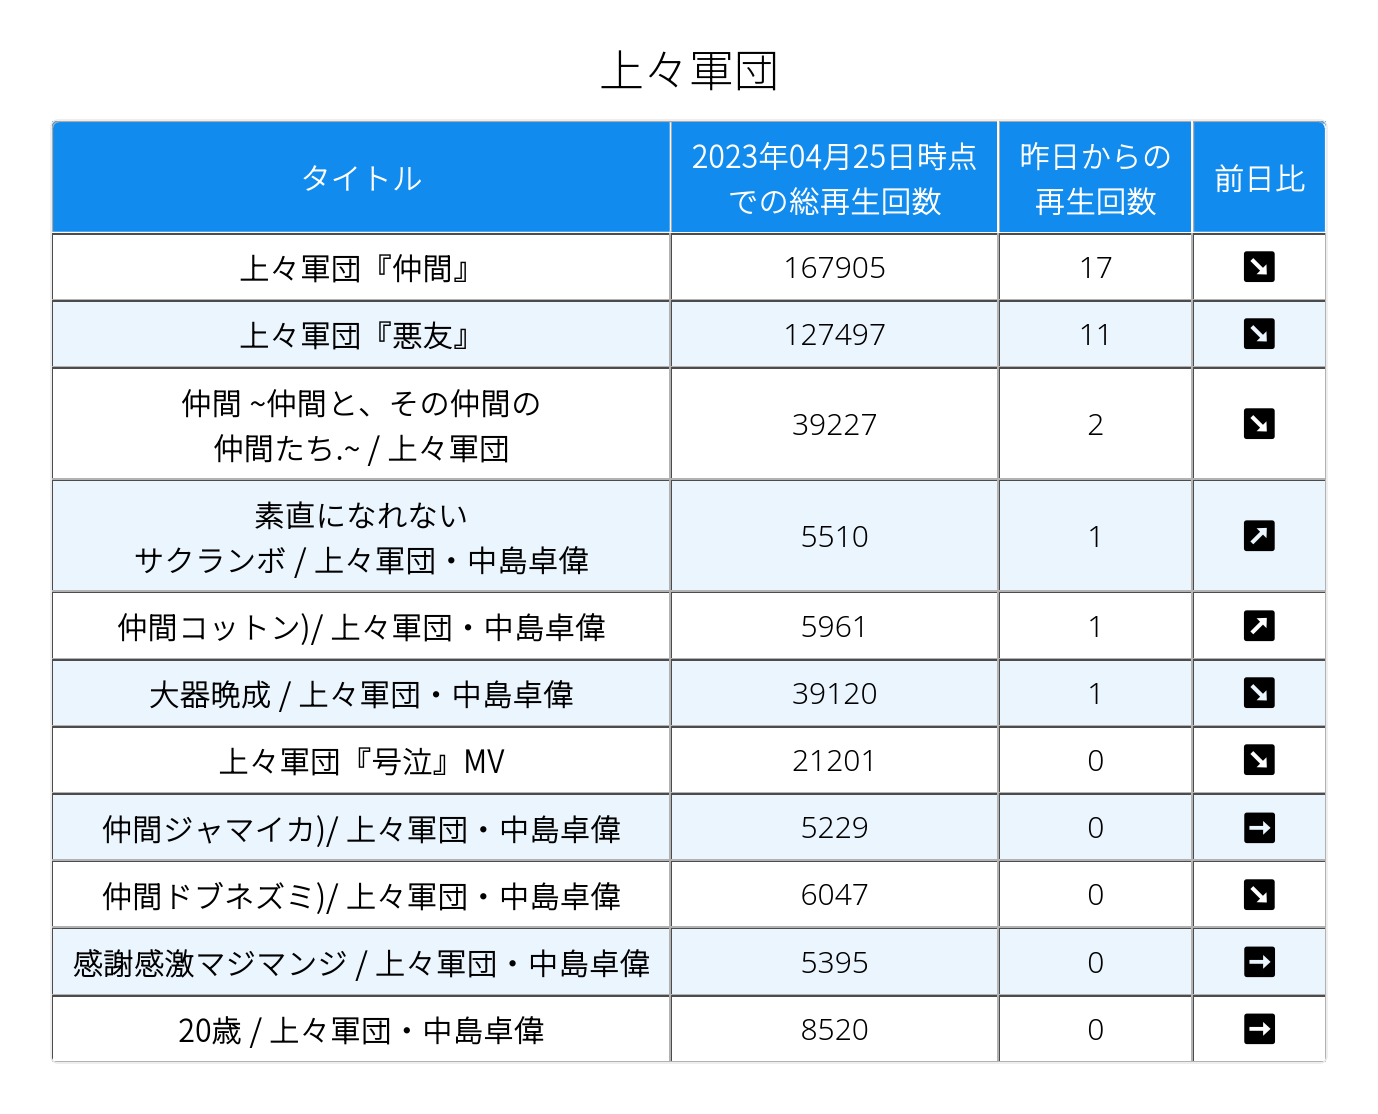 上々軍団
タイトル
2023年04月25日時点
での総再生回数
昨日からの
再生回数
前日比
上々軍団『仲間』
167905
17
↘
上々軍団『悪友』
127497
11
↘
仲間 ~仲間と、その仲間の
仲間たち.~ / 上々軍団
39227
2
↘
素直になれない
サクランボ / 上々軍団・中島卓偉
5510
1
↗
仲間コットン)/ 上々軍団・中島卓偉
5961
1
↗
大器晩成 / 上々軍団・中島卓偉
39120
1
↘
上々軍団『号泣』MV
21201
0
↘
仲間ジャマイカ)/ 上々軍団・中島卓偉
5229
0
→
仲間ドブネズミ)/ 上々軍団・中島卓偉
6047
0
↘
感謝感激マジマンジ / 上々軍団・中島卓偉
5395
0
→
20歳 / 上々軍団・中島卓偉
8520
0
→